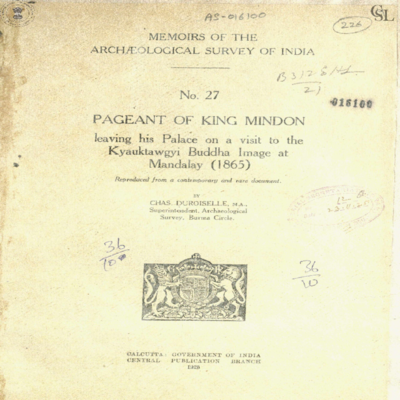 AS-016100
CSL
226
MEMOIRS OF THE
ARCHÆOLOGICAL SURVEY OF INDIA
No. 27
018100
PAGEANT OF KING MINDON
leaving his Palace on a visit to the
Kyauktawgyi Buddha Image at
Mandalay (1865)
Reproduced from a contemporary and rare document.
BY
CHAS. DUROISELLE, M.A.,
Superintendent, Archæological
Survey, Burma Circle.
36
10
36
10
CALCUTTA: GOVERNMENT OF INDIA
CENTRAL PUBLICATION BRANCH